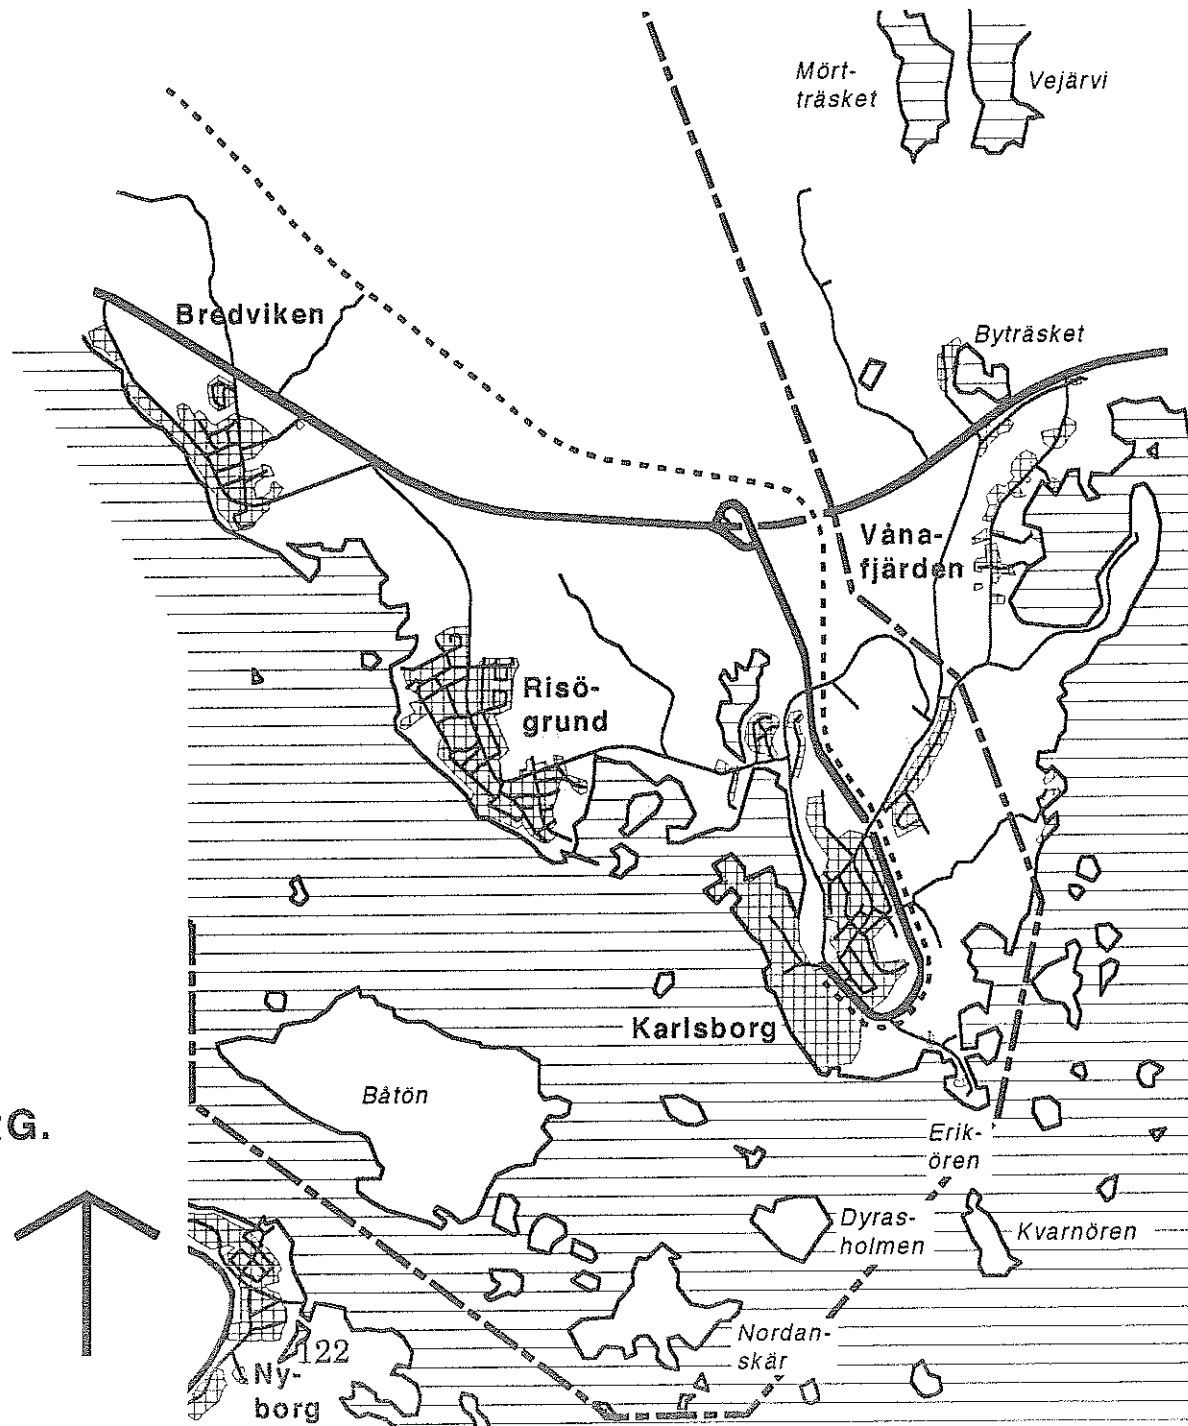 Mört-
träsket
Vejärvi
Bredviken
Byträsket
Våna-
fjärden
Risö-
grund
Karlsborg
Båtön
G.
Erik-
ören
Dyras-
holmen
Kvarnören
Nordan-
skär
122
Ny-
borg